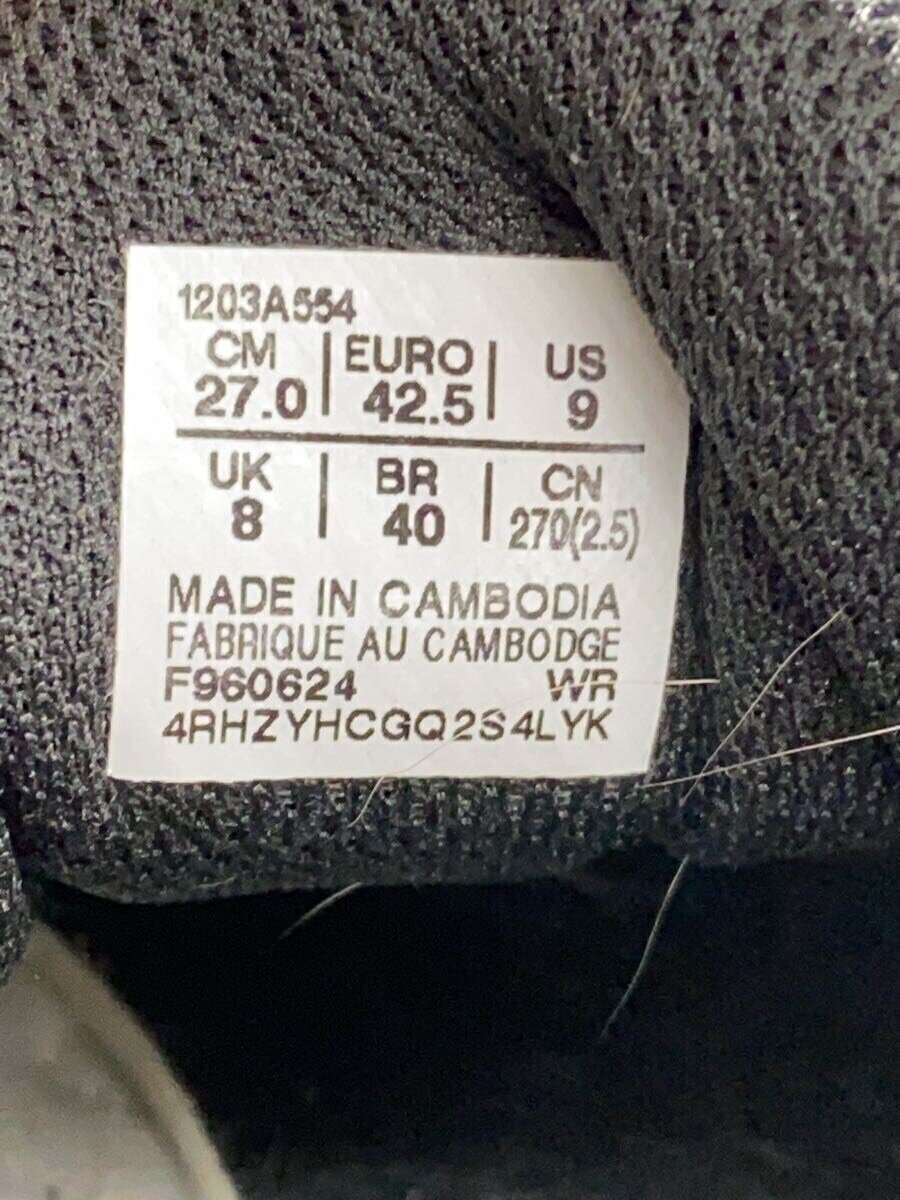 1203A554
CM | EURO | US
27.0 | 42.5 | 9
UK | BR | CN
8 | 40 | 270(2.5)
MADE IN CAMBODIA
FABRIQUE AU CAMBODGE
F960624 WR
4RHZYHCGQ2S4LYK